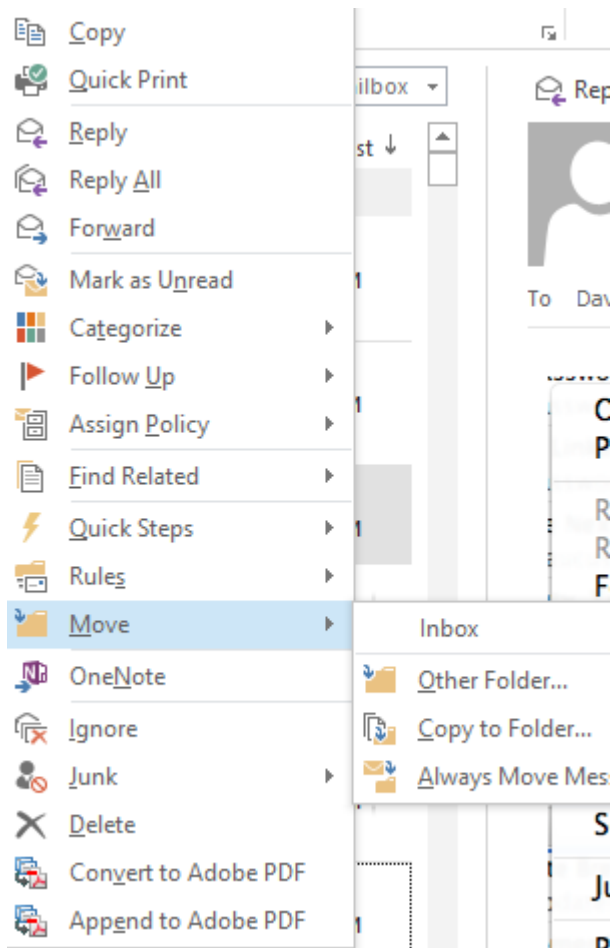 Copy
Quick Print
ilbox
Rep
Reply
st
Reply All
Forward
Mark as Unread
To Dav
Categorize
Follow Up
Assign Policy
Find Related
Quick Steps
Rules
Move
Inbox
OneNote
Other Folder...
Ignore
Copy to Folder...
Junk
Always Move Mess
Delete
Convert to Adobe PDF
Append to Adobe PDF